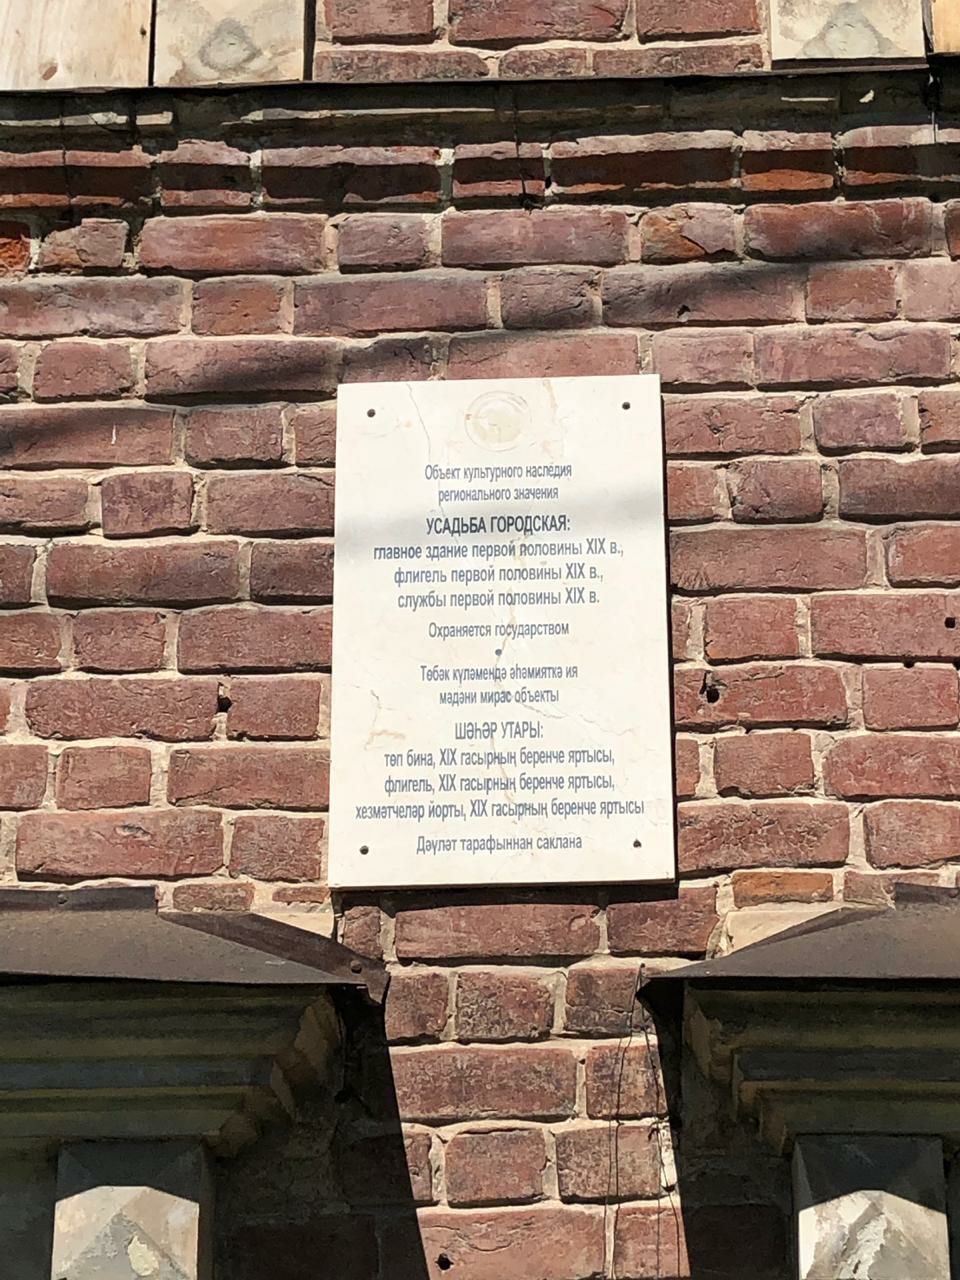 Объект культурного наследия
регионального значения
УСАДЬБА ГОРОДСКАЯ:
главное здание первой половины XIX в.,
флигель первой половины XIX в.,
службы первой половины XIX в.
Охраняется государством
•
Төбәк күләмендә әһәмияткә ия
мәдәни мирас объекты
ШӘҺӘР УТАРЫ:
төп бина, XIX гасырның беренче яртысы,
флигель, XIX гасырның беренче яртысы,
хезмәтчеләр йорты, XIX гасырның беренче яртысы
Дәүләт тарафыннан саклана